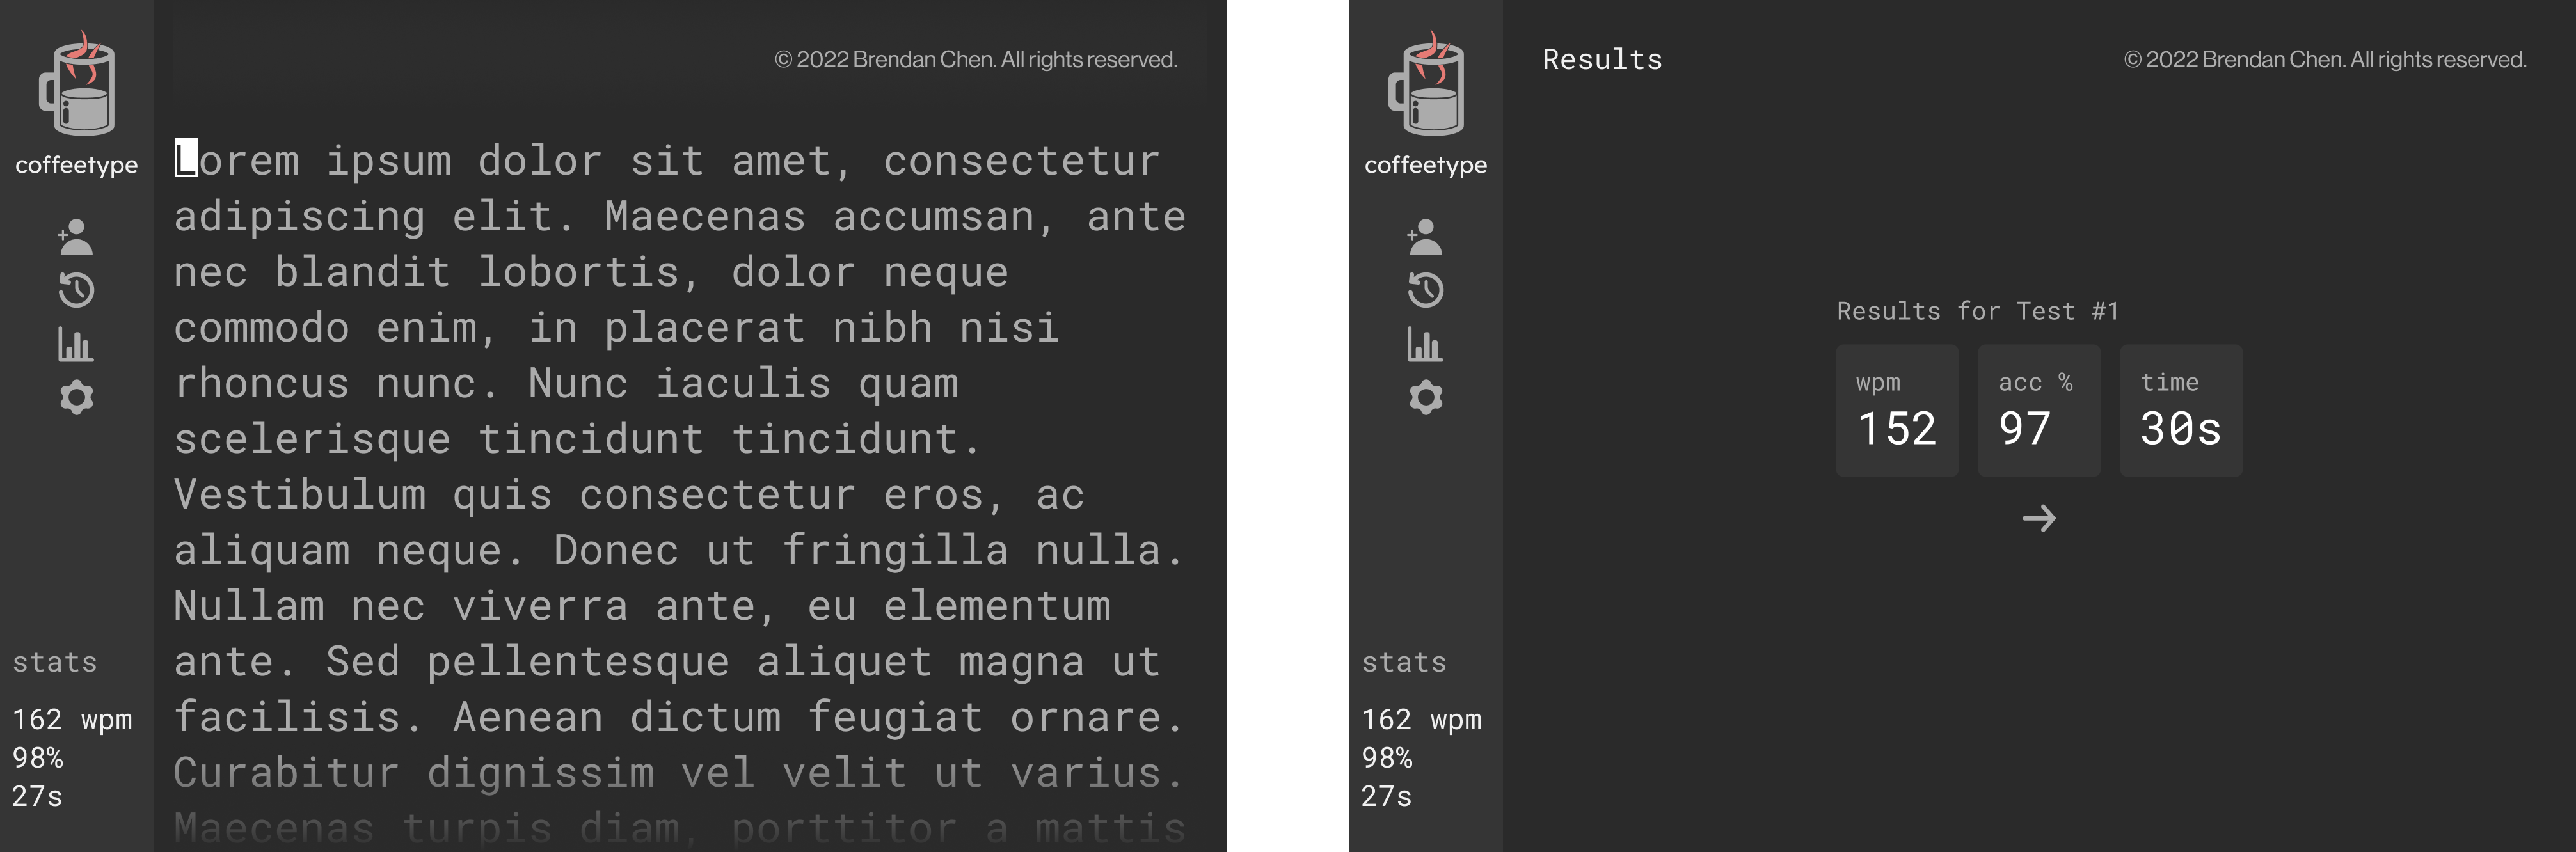 © 2022 Brendan Chen. All rights reserved.
coffeetype
Lorem ipsum dolor sit amet, consectetur
adipiscing elit. Maecenas accumsan, ante
nec blandit lobortis, dolor neque
commodo enim, in placerat nibh nisi
rhoncus nunc. Nunc iaculis quam
scelerisque tincidunt tincidunt.
Vestibulum quis consectetur eros, ac
aliquam neque. Donec ut fringilla nulla.
Nullam nec viverra ante, eu elementum
ante. Sed pellentesque aliquet magna ut
facilisis. Aenean dictum feugiat ornare.
Curabitur dignissim vel velit ut varius.
Maecenas turpis diam, porttitor a mattis
stats
162 wpm
98%
27s
Results
© 2022 Brendan Chen. All rights reserved.
coffeetype
Results for Test #1
wpm
152
acc %
97
time
30s
stats
162 wpm
98%
27s